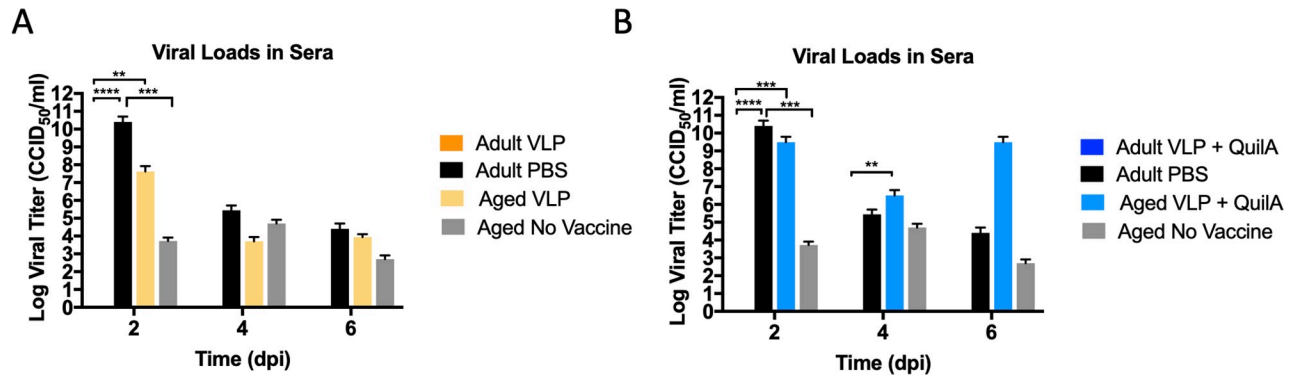 A
Viral Loads in Sera
**
**** ***
Log Viral Titer (CCID50/ml)
12
11
10
9
8
7
6
5
4
3
2
1
0
2 4 6
Time (dpi)
Adult VLP
Adult PBS
Aged VLP
Aged No Vaccine
B
Viral Loads in Sera
***
**** ***
**
Log Viral Titer (CCID50/ml)
12
11
10
9
8
7
6
5
4
3
2
1
0
2 4 6
Time (dpi)
Adult VLP + QuilA
Adult PBS
Aged VLP + QuilA
Aged No Vaccine